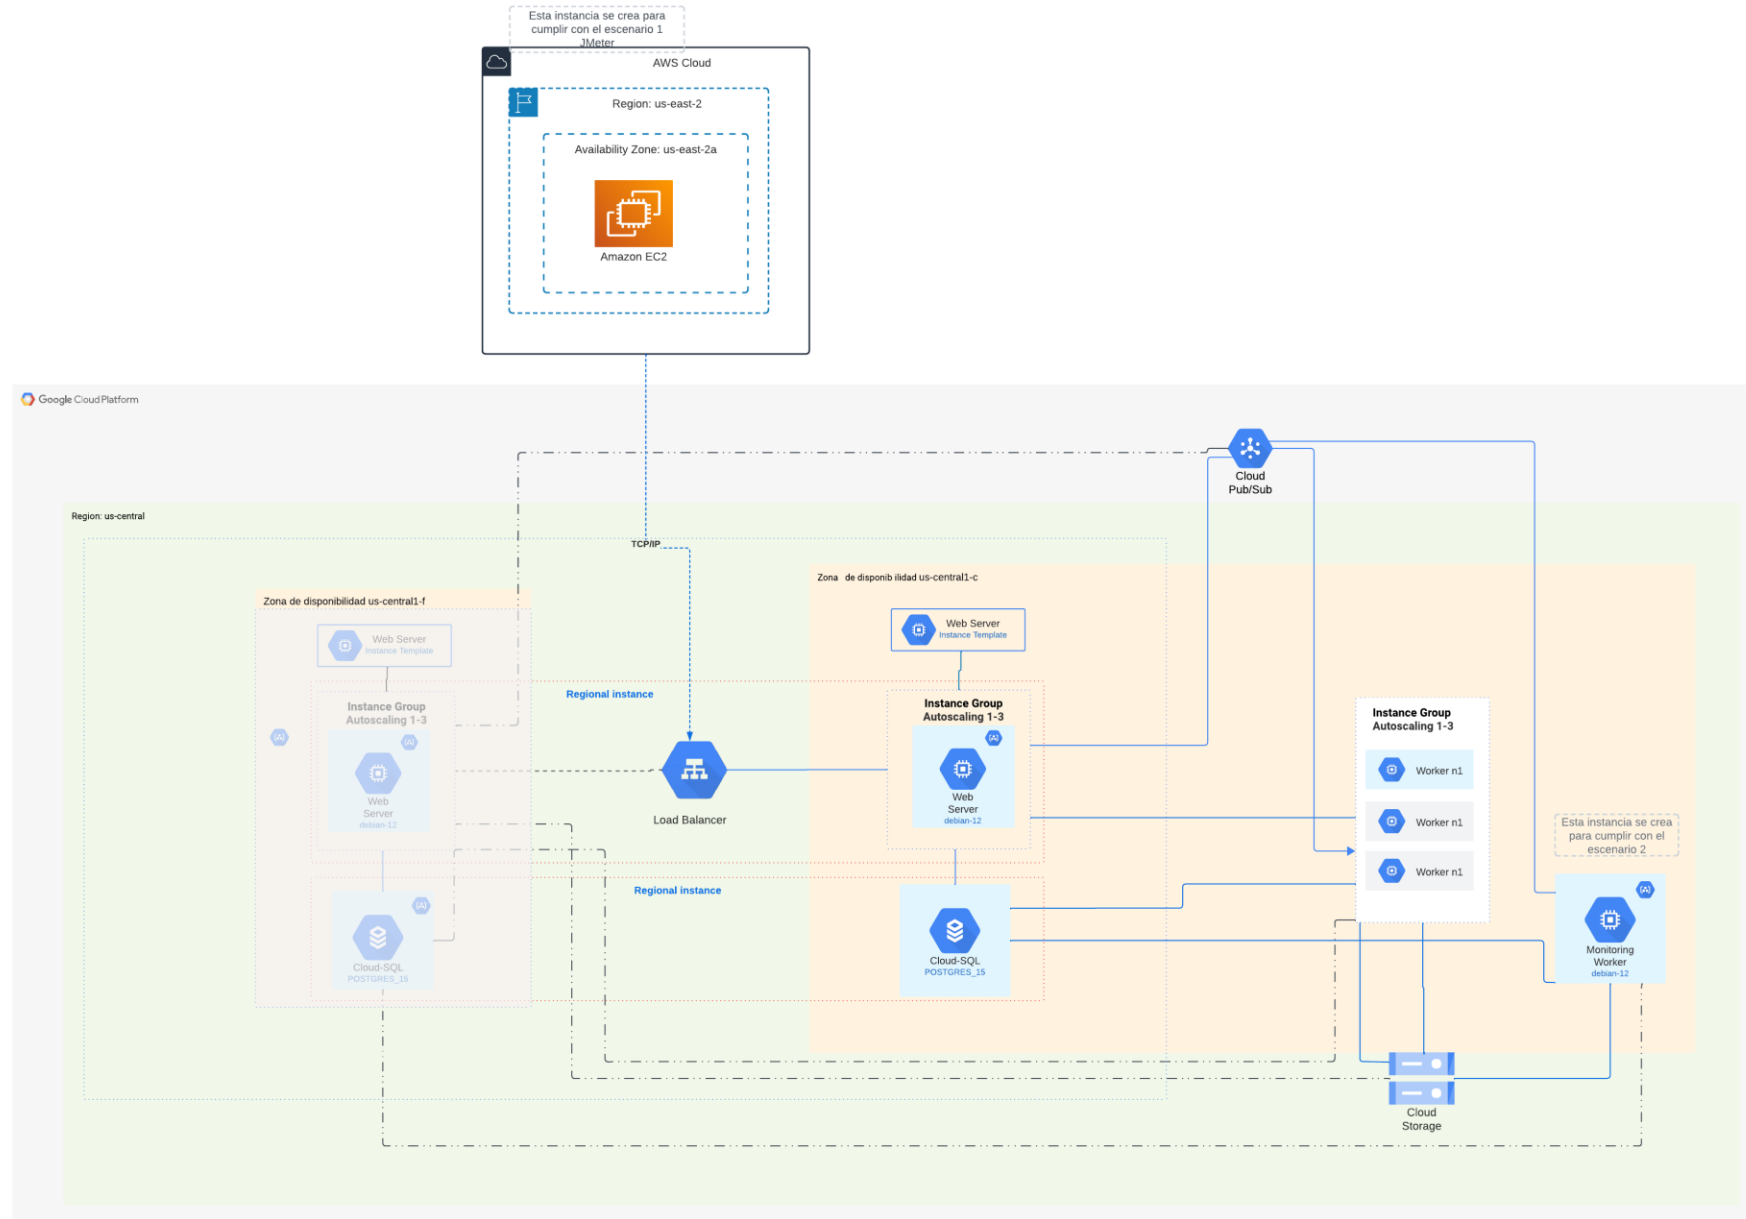 Esta instancia se crea para
cumplir con el escenario 1
JMeter
AWS Cloud
Region: us-east-2
Availability Zone: us-east-2a
Amazon EC2
Google Cloud Platform
Cloud
Pub/Sub
Region: us-central
TCP/IP
Zona de disponib ilidad us-central1-c
Zona de disponibilidad us-central1-f
Web Server
Instance Template
Web Server
Instance Template
Regional instance
Instance Group
Autoscaling 1-3
Instance Group
Autoscaling 1-3
Instance Group
Autoscaling 1-3
{A}
{A}
{A}
Web
Server
debian-12
Web
Server
debian-12
Load Balancer
Worker n1
Worker n1
Worker n1
Esta instancia se crea
para cumplir con el
escenario 2
Regional instance
{A}
{A}
Cloud-SQL
POSTGRES_15
Cloud-SQL
POSTGRES_15
Monitoring
Worker
debian-12
Cloud
Storage